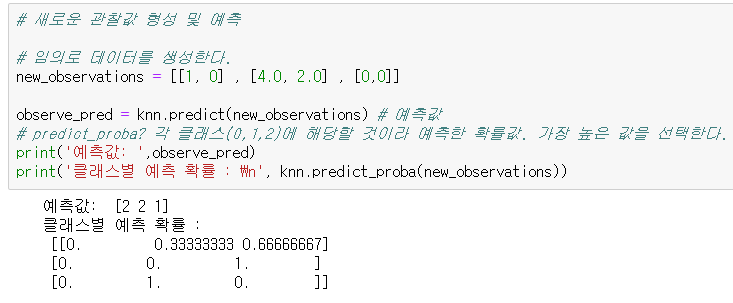 # 새로운 관찰값 형성 및 예측
# 임의로 데이터를 생성한다.
new_observations = [[1, 0] , [4.0, 2.0] , [0,0]]
observe_pred = knn.predict(new_observations) # 예측값
# predict_proba? 각 클래스(0,1,2)에 해당할 것이라 예측한 확률값. 가장 높은 값을 선택한다.
print('예측값: ',observe_pred)
print('클래스별 예측 확률 : ₩n', knn.predict_proba(new_observations))
예측값:  [2 2 1]
클래스별 예측 확률 :
[[0.         0.33333333 0.66666667]
[0.         0.         1.        ]
[0.         1.         0.        ]]